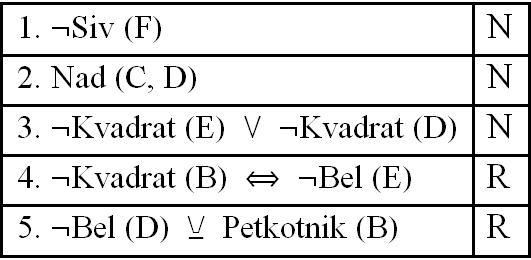 1. ¬Siv (F) N
2. Nad (C, D) N
3. ¬Kvadrat (E) ∨ ¬Kvadrat (D) N
4. ¬Kvadrat (B) ⇔ ¬Bel (E) R
5. ¬Bel (D) ⊻ Petkotnik (B) R